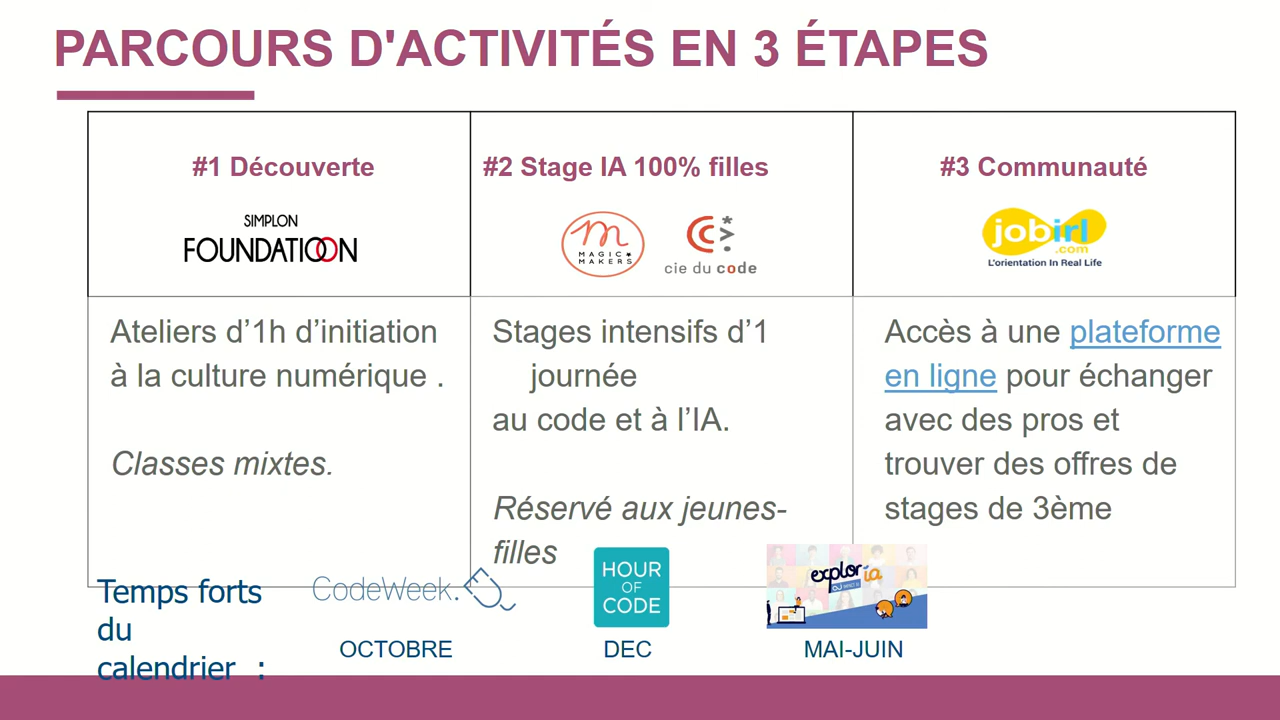 PARCOURS D'ACTIVITÉS EN 3 ÉTAPES
#1 Découverte
SIMPLON
FOUNDATIOON
#2 Stage IA 100% filles
MAGIC
MAKERS
cie du code
#3 Communauté
jobirl
.com
L'orientation In Real Life
Ateliers d’1h d’initiation
à la culture numérique .
Classes mixtes.
Stages intensifs d’1
journée
au code et à l’IA.
Réservé aux jeunes-
filles
Accès à une plateforme
en ligne pour échanger
avec des pros et
trouver des offres de
stages de 3ème
Temps forts
du
calendrier :
CodeWeek.EU
OCTOBRE
HOUR
OF
CODE
DEC
exploria
MAI-JUIN